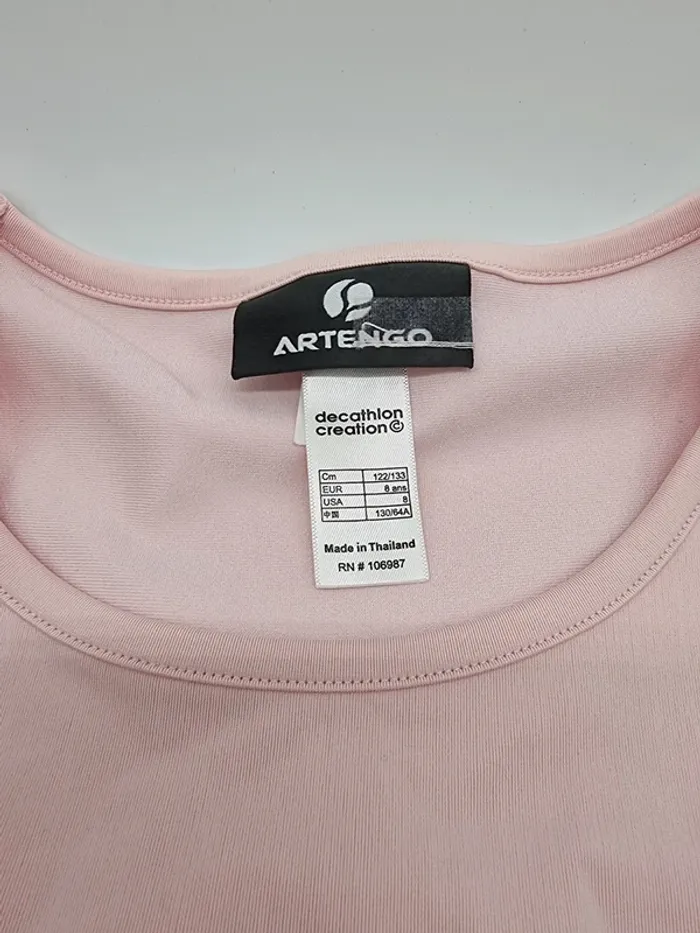 ARTENGO
decathlon
creation©
Cm 122/133
EUR 8 ans
USA 8
中国 130/64A
Made in Thailand
RN # 106987